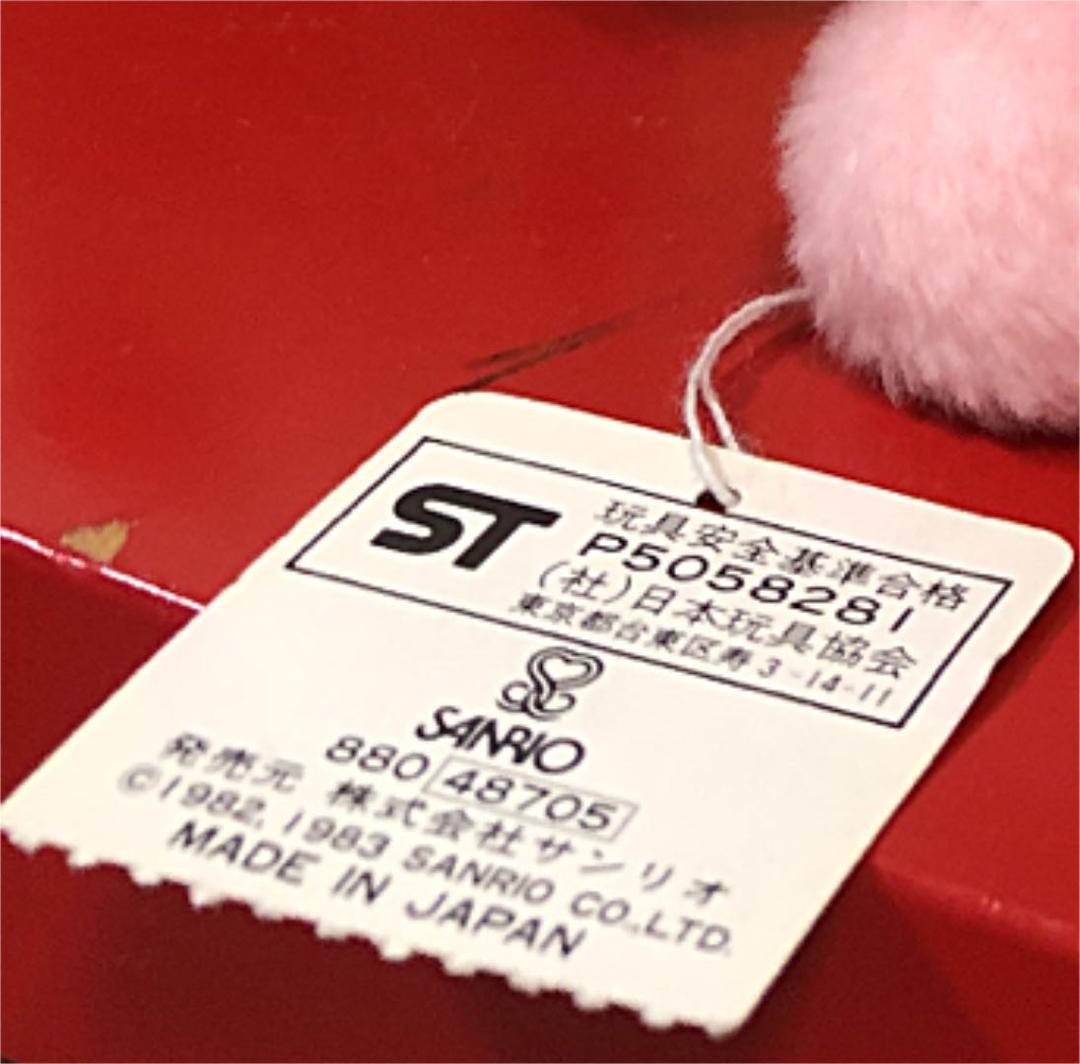 ST
玩具安全基準合格
P5058281
(社)日本玩具協会
東京都台東区寿3-14-11
SANRIO
880 48705
発売元 株式会社サンリオ
©1982, 1983 SANRIO CO.,LTD.
MADE IN JAPAN